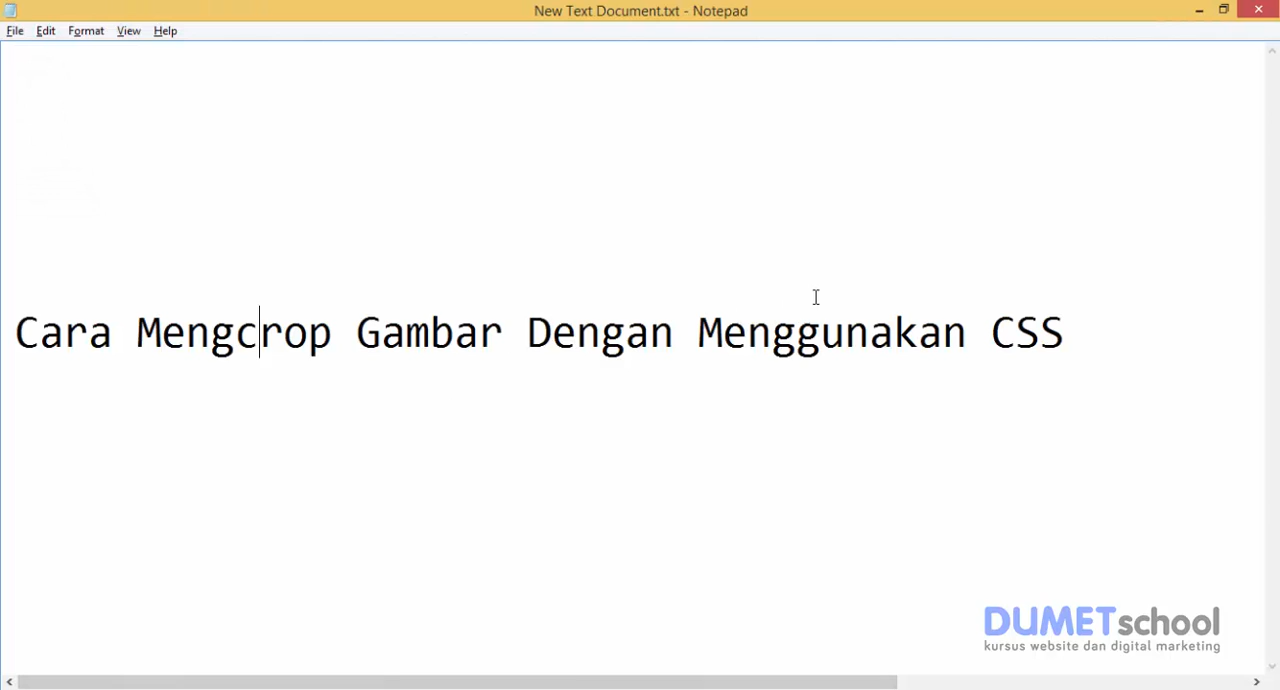 New Text Document.txt - Notepad
File Edit Format View Help
Cara Mengcrop Gambar Dengan Menggunakan CSS
DUMETschool
kursus website dan digital marketing